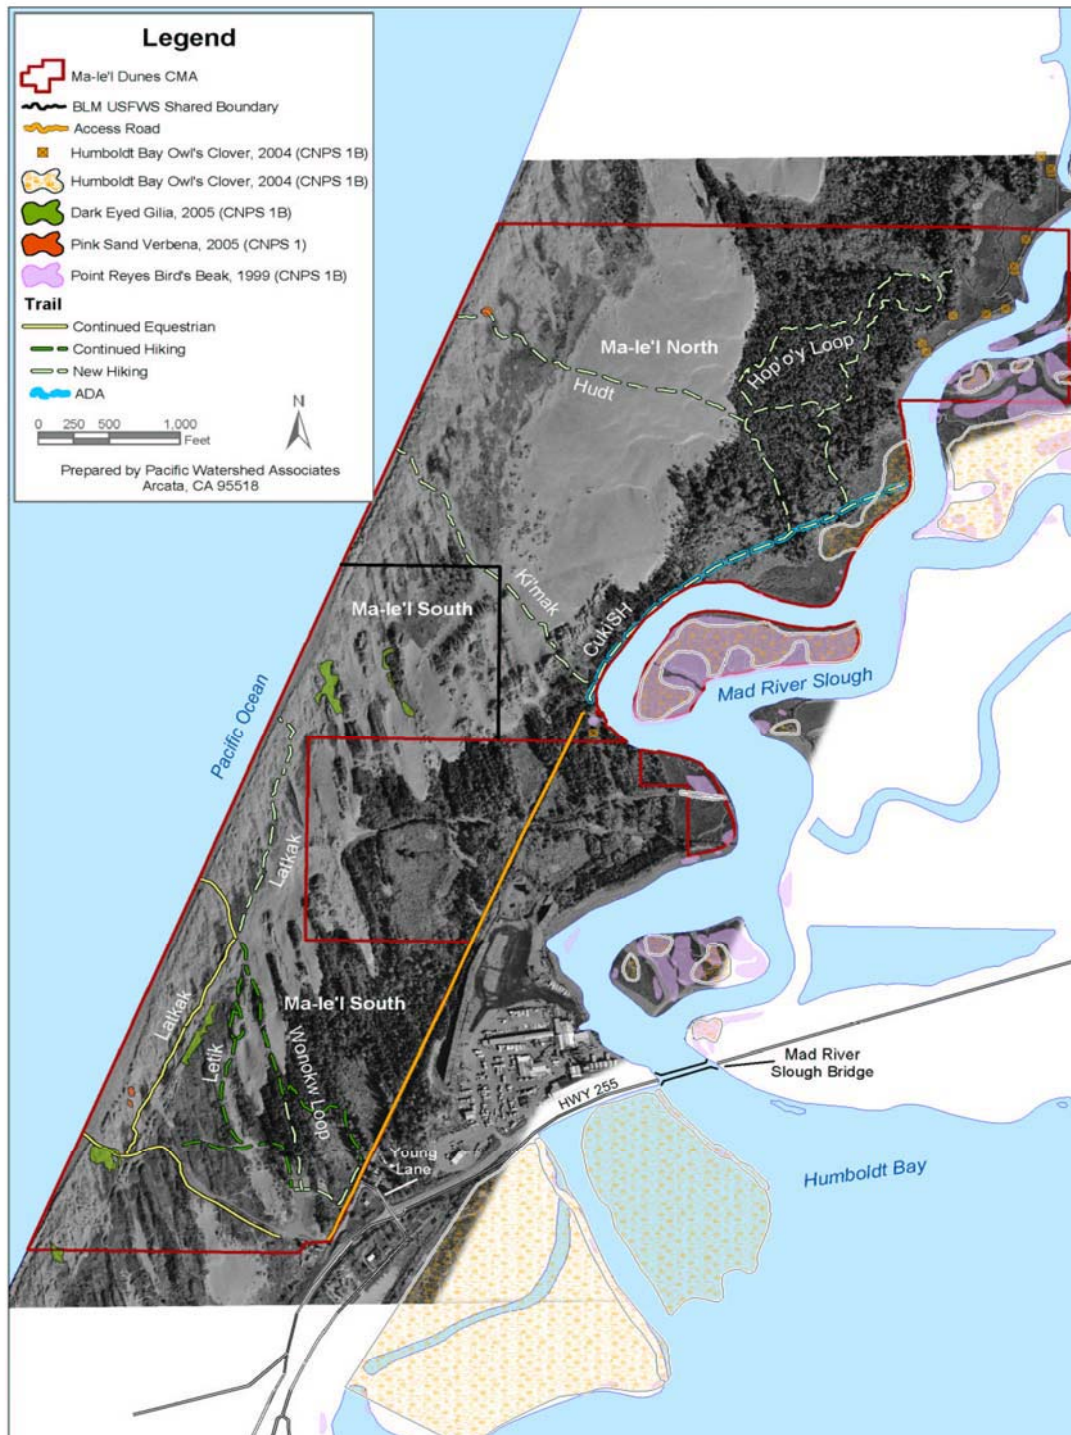 Legend
Ma-le'l Dunes CMA
BLM USFWS Shared Boundary
Access Road
Humboldt Bay Owl's Clover, 2004 (CNPS 1B)
Humboldt Bay Owl's Clover, 2004 (CNPS 1B)
Dark Eyed Gilia, 2005 (CNPS 1B)
Pink Sand Verbena, 2005 (CNPS 1)
Point Reyes Bird's Beak, 1999 (CNPS 1B)
Trail
Continued Equestrian
Continued Hiking
New Hiking
ADA
N
0 250 500 1,000
Feet
Prepared by Pacific Watershed Associates
Arcata, CA 95518
Ma-le'l North
Hop'o'y Loop
Hudt
Ki'mak
Ma-le'l South
CukiSH
Mad River Slough
Pacific Ocean
Latkak
Ma-le'l South
Latkak
Letik
Wonokw Loop
Mad River
Slough Bridge
HWY 255
Young
Lane
Humboldt Bay